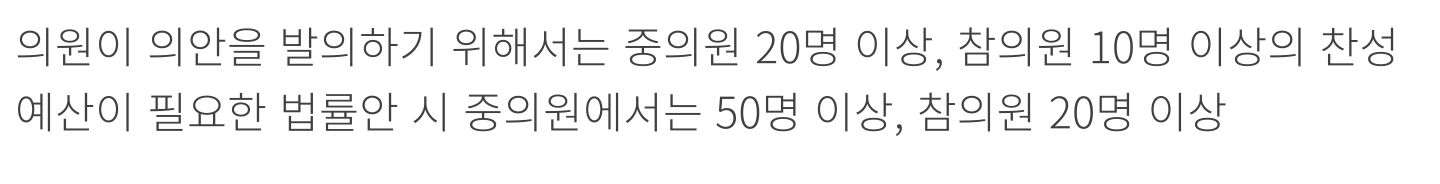 의원이 의안을 발의하기 위해서는 중의원 20명 이상, 참의원 10명 이상의 찬성
예산이 필요한 법률안 시 중의원에서는 50명 이상, 참의원 20명 이상